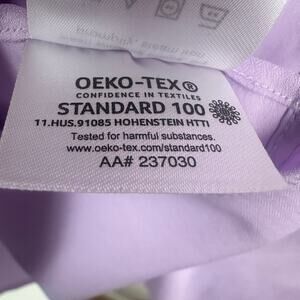 OEKO-TEX®
CONFIDENCE IN TEXTILES
STANDARD 100
11.HUS.91085 HOHENSTEIN HTTI
Tested for harmful substances.
www.oeko-tex.com/standard100
AA# 237030